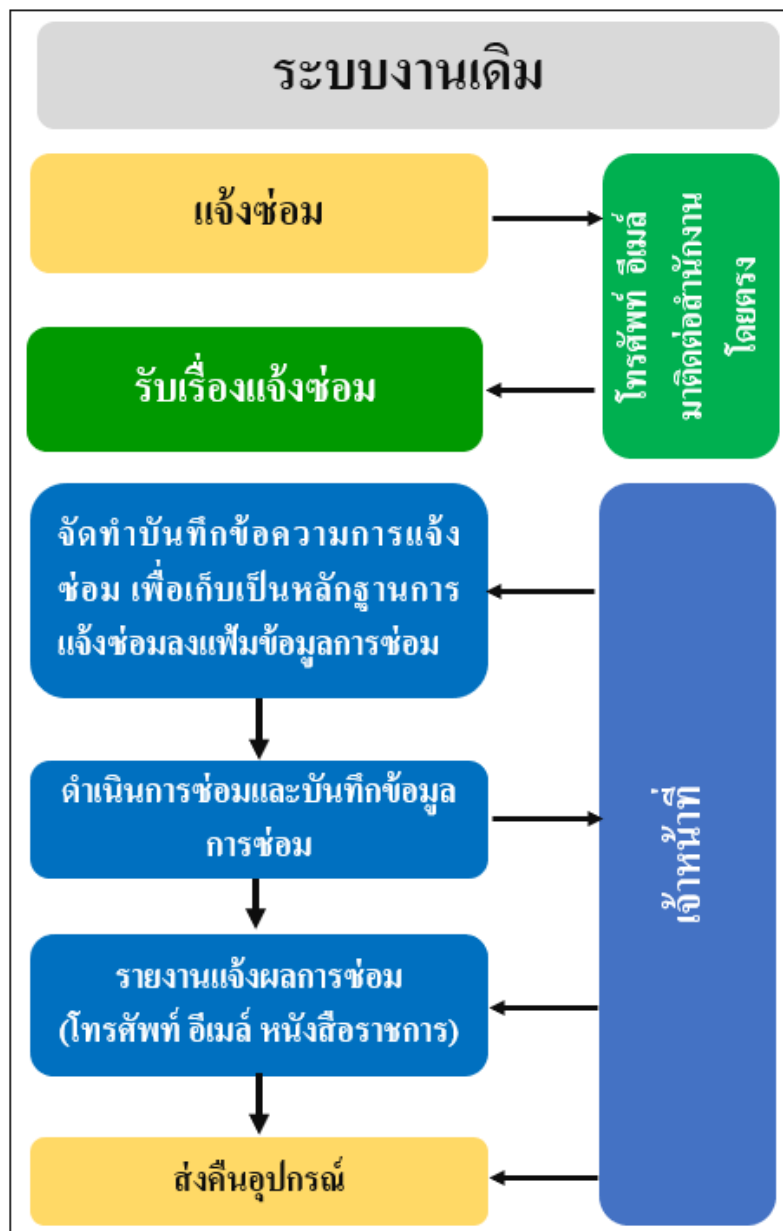 ระบบงานเดิม
แจ้งซ่อม
โทรศัพท์ อีเมล์
มาติดต่อสำนักงาน
โดยตรง
รับเรื่องแจ้งซ่อม
จัดทำบันทึกข้อความการแจ้ง
ซ่อม เพื่อเก็บเป็นหลักฐานการ
แจ้งซ่อมลงแฟ้มข้อมูลการซ่อม
ดำเนินการซ่อมและบันทึกข้อมูล
การซ่อม
เจ้าหน้าที่
รายงานแจ้งผลการซ่อม
(โทรศัพท์ อีเมล์ หนังสือราชการ)
ส่งคืนอุปกรณ์